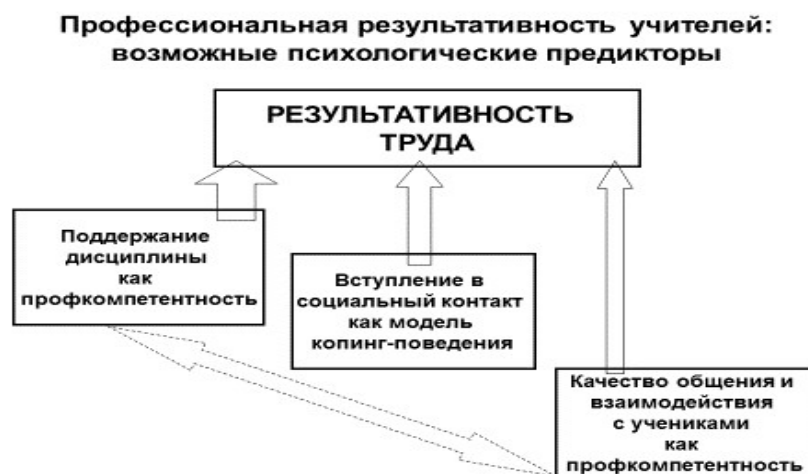 Профессиональная результативность учителей:
возможные психологические предикторы
РЕЗУЛЬТАТИВНОСТЬ
ТРУДА
Поддержание
дисциплины
как
профкомпетентность
Вступление в
социальный контакт
как модель
копинг-поведения
Качество общения и
взаимодействия
с учениками
как
профкомпетентность